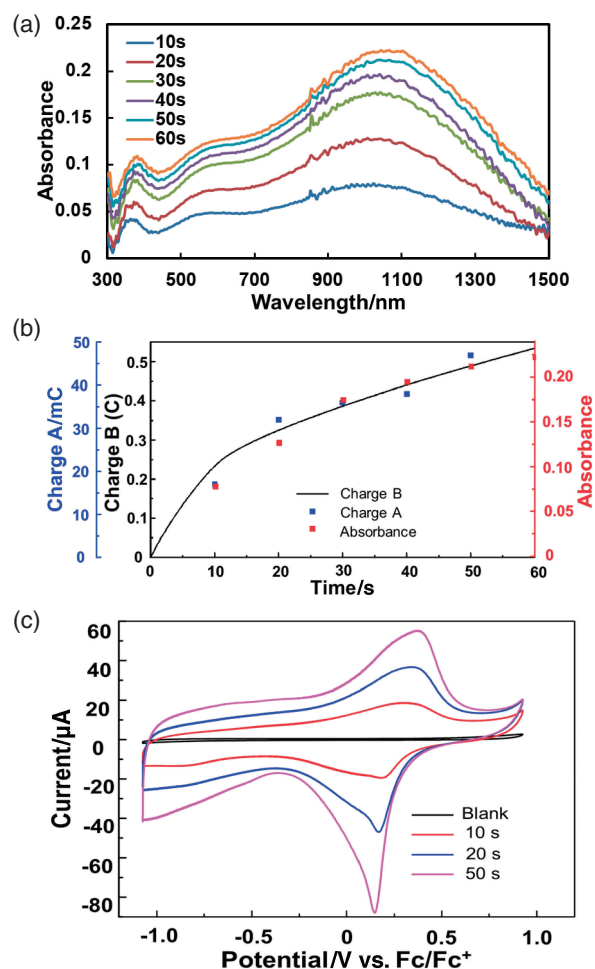 (a)
10s
20s
30s
40s
50s
60s
0.25
0.2
0.15
0.1
0.05
0
Absorbance
300 500 700 900 1100 1300 1500
Wavelength/nm
(b)
50
40
30
20
10
0
Charge A/mC
0.5
0.4
0.3
0.2
0.1
0
Charge B (C)
Charge B
Charge A
Absorbance
0.20
0.15
0.10
0.05
0.00
Absorbance
0 10 20 30 40 50 60
Time/s
(c)
60
40
20
0
-20
-40
-60
-80
Current/µA
Blank
10 s
20 s
50 s
-1.0 -0.5 0 0.5 1.0
Potential/V vs. Fc/Fc⁺